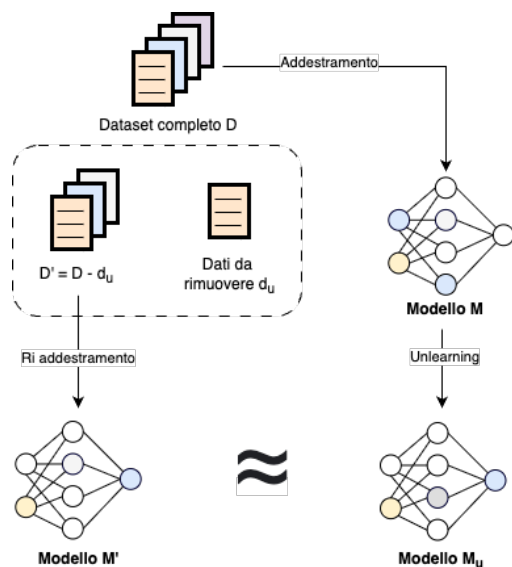 Addestramento
Dataset completo D
D' = D - du
Dati da
rimuovere du
Modello M
Ri addestramento
Unlearning
≈
Modello M'
Modello Mu